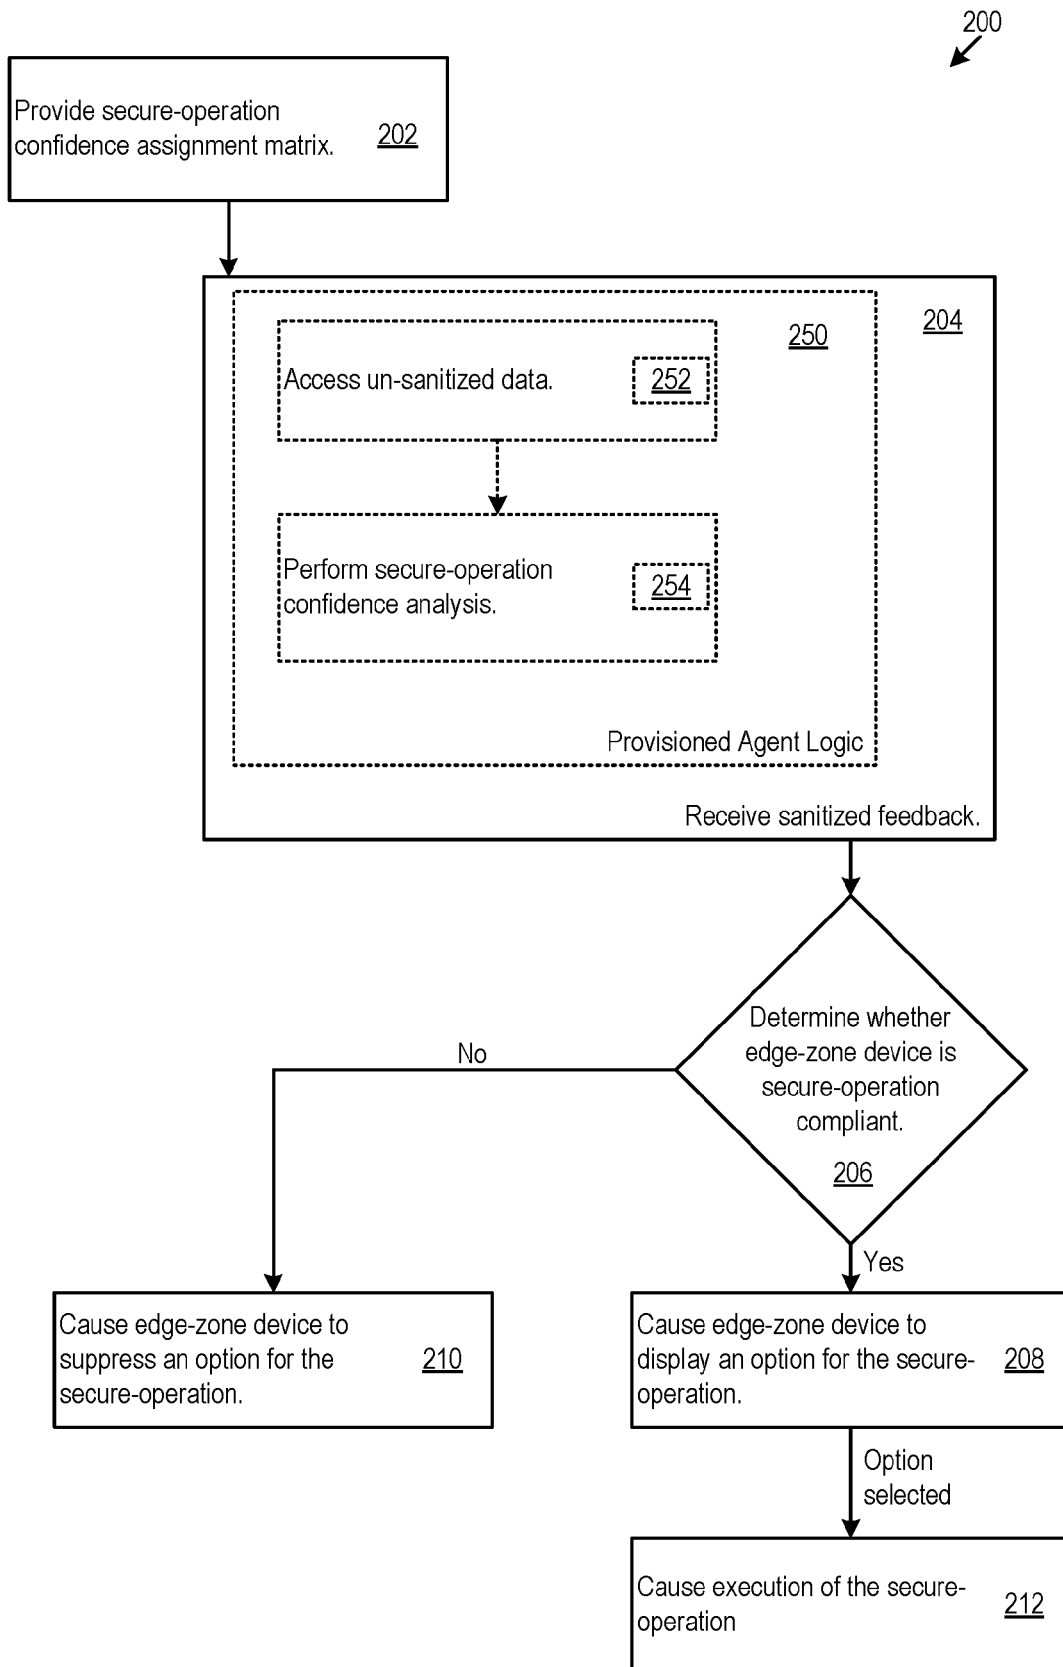 200
Provide secure-operation
confidence assignment matrix.
202
204
250
Access un-sanitized data.
252
Perform secure-operation
confidence analysis.
254
Provisioned Agent Logic
Receive sanitized feedback.
Determine whether
edge-zone device is
secure-operation
compliant.
206
No
Yes
Cause edge-zone device to
suppress an option for the
secure-operation.
210
Cause edge-zone device to
display an option for the secure-
operation.
208
Option
selected
Cause execution of the secure-
operation
212